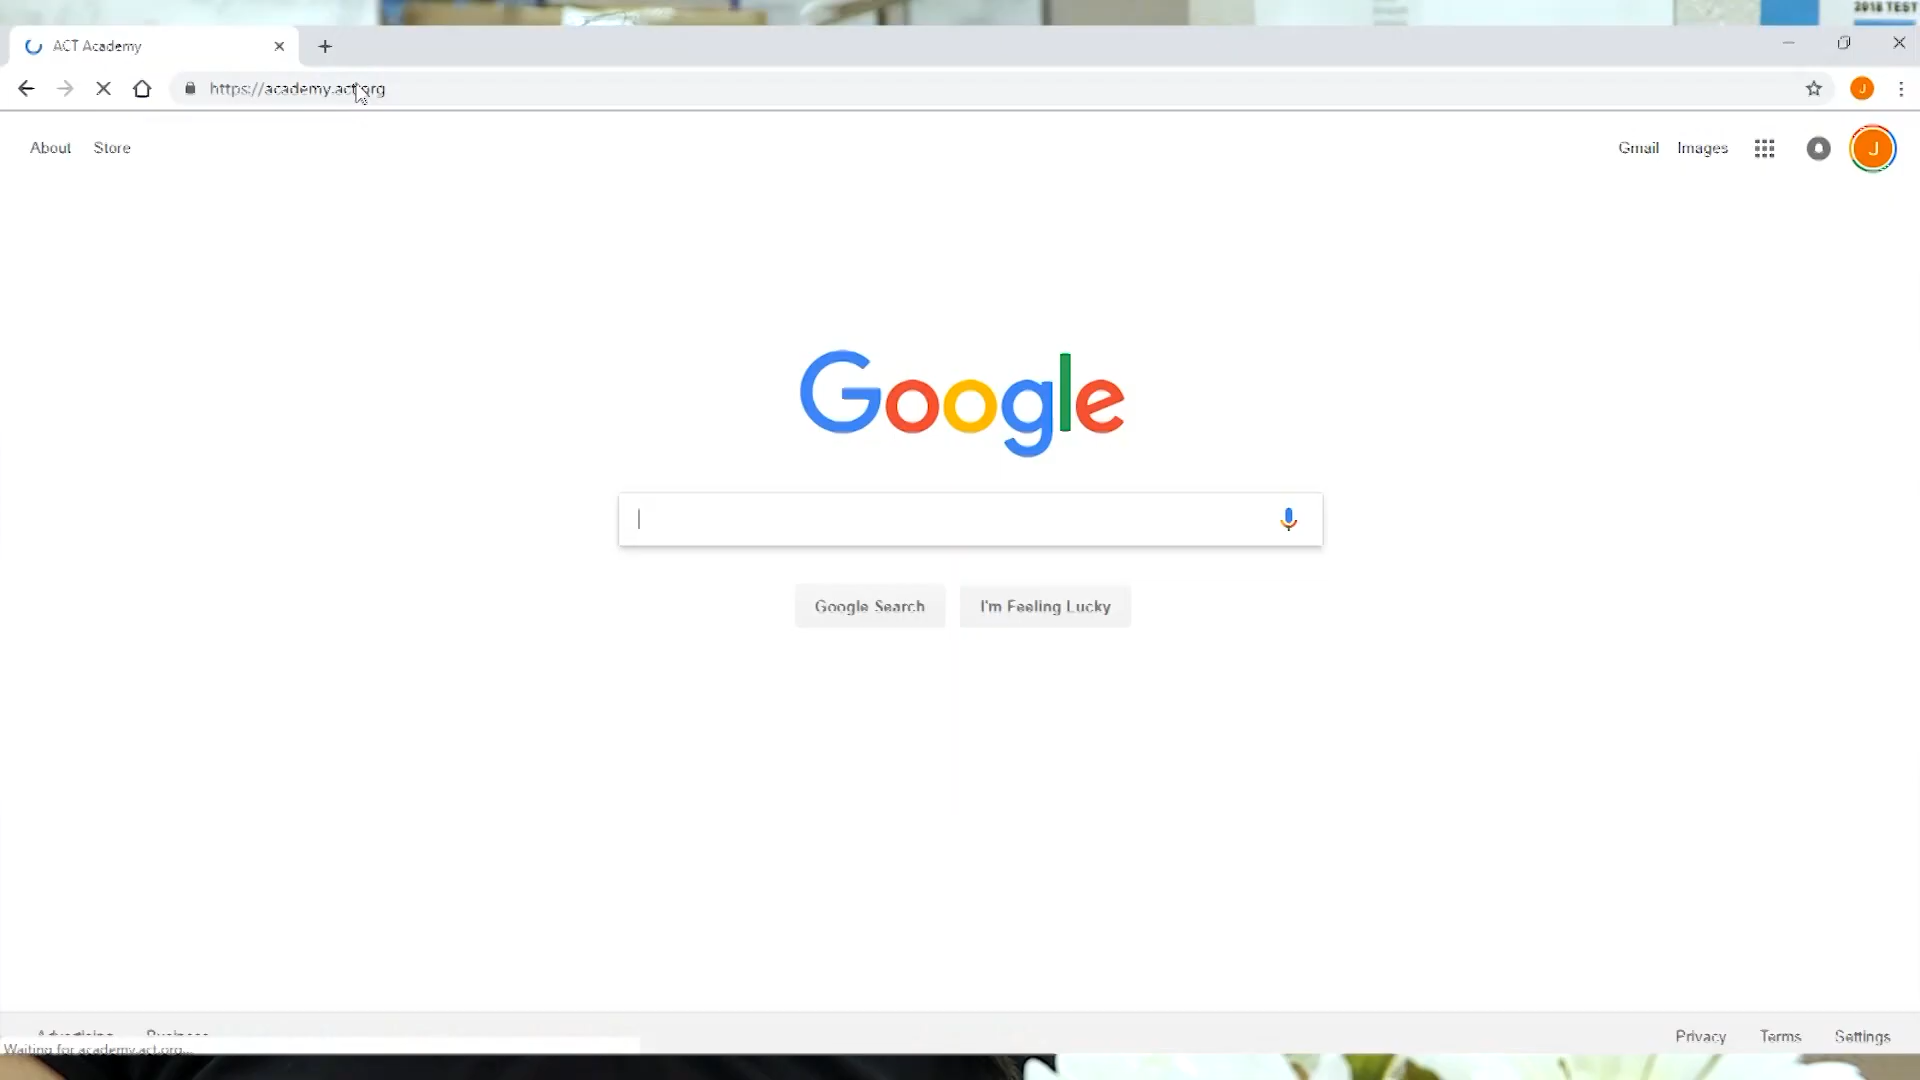 2018 TEST
ACT Academy
https://academy.act.org
About Store
Gmail Images
J
J
Google
Google Search I'm Feeling Lucky
Advertising Business
Privacy Terms Settings
Waiting for academy.act.org...